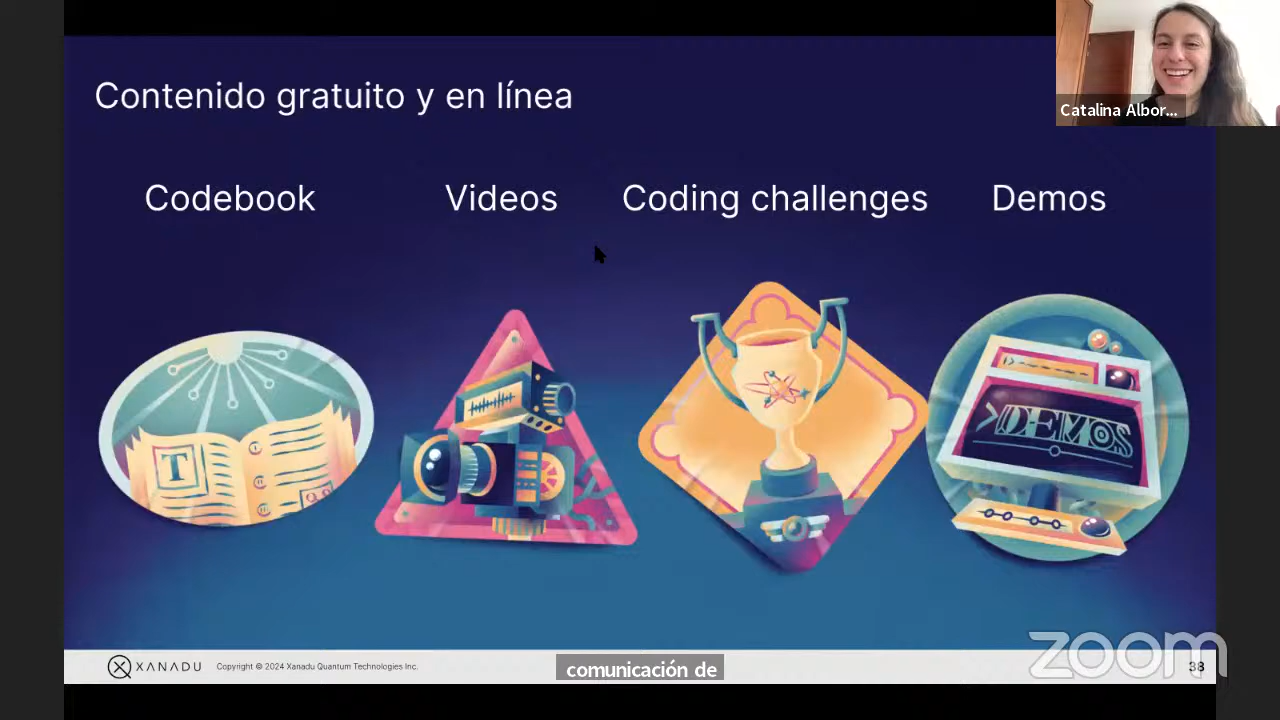 Contenido gratuito y en línea
Catalina Albor...
Codebook
Videos
Coding challenges
Demos
T
>DEMOS
XANADU
Copyright © 2024 Xanadu Quantum Technologies Inc.
comunicación de
zoom
38